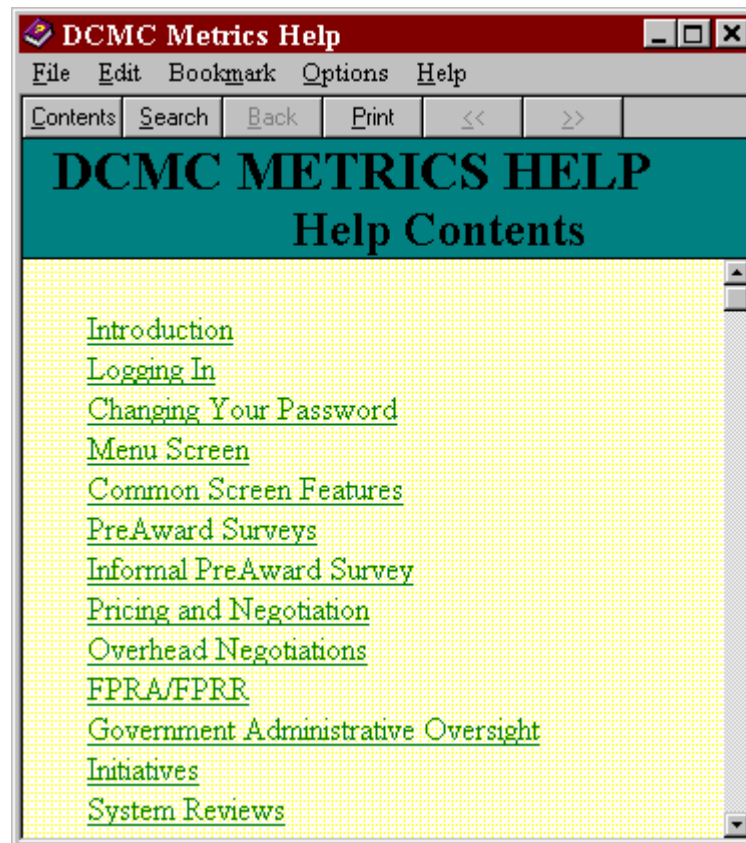 DCMC Metrics Help
File Edit Bookmark Options Help
Contents Search Back Print << >>
DCMC METRICS HELP
Help Contents
Introduction
Logging In
Changing Your Password
Menu Screen
Common Screen Features
PreAward Surveys
Informal PreAward Survey
Pricing and Negotiation
Overhead Negotiations
FPRA/FPRR
Government Administrative Oversight
Initiatives
System Reviews